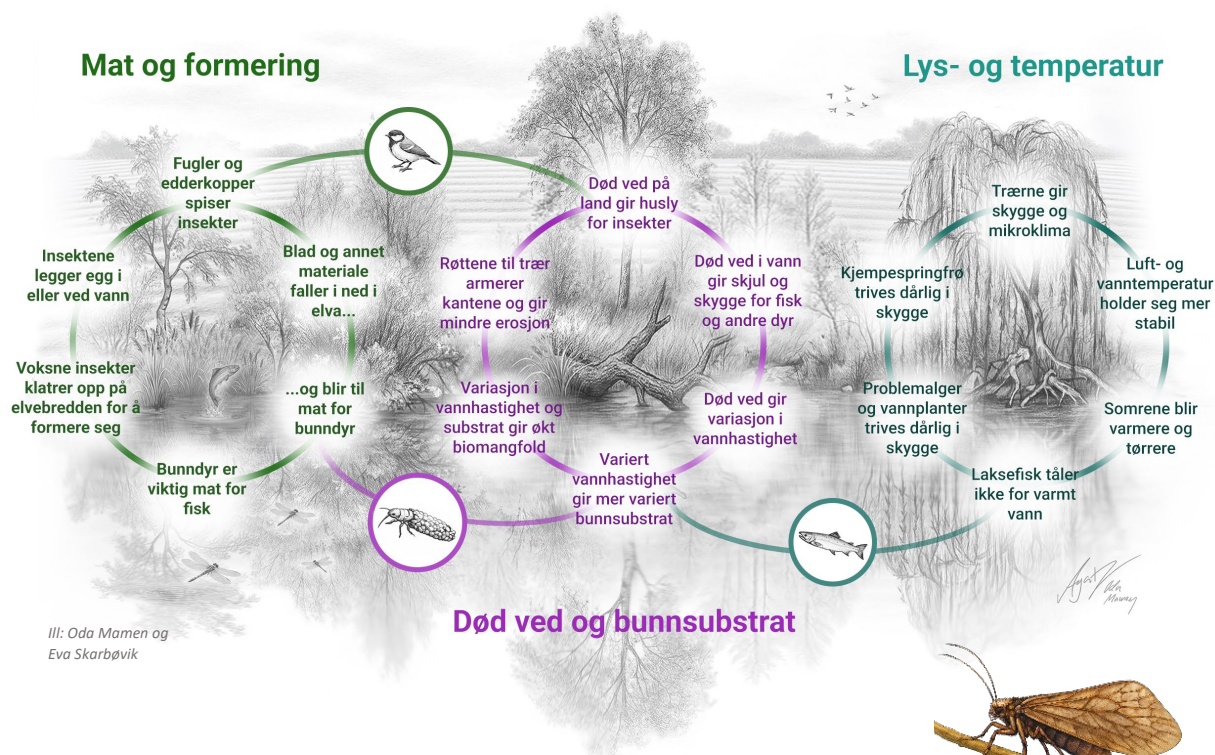 Mat og formering
Lys- og temperatur
Fugler og
edderkopper
spiser
insekter
Blad og annet
materiale
faller i ned i
elva...
...og blir til
mat for
bunndyr
Bunndyr er
viktig mat for
fisk
Voksne insekter
klatrer opp på
elvebredden for å
formere seg
Insektene
legger egg i
eller ved vann
Død ved på
land gir husly
for insekter
Død ved i vann
gir skjul og
skygge for fisk
og andre dyr
Død ved gir
variasjon i
vannhastighet
Variert
vannhastighet
gir mer variert
bunnsubstrat
Variasjon i
vannhastighet og
substrat gir økt
biomangfold
Røttene til trær
armerer
kantene og gir
mindre erosjon
Trærne gir
skygge og
mikroklima
Luft- og
vanntemperatur
holder seg mer
stabil
Somrene blir
varmere og
tørrere
Laksefisk tåler
ikke for varmt
vann
Problemalger
og vannplanter
trives dårlig i
skygge
Kjempespringfrø
trives dårlig i
skygge
Død ved og bunnsubstrat
Ill: Oda Mamen og
Eva Skarbøvik
Oda
Mamen